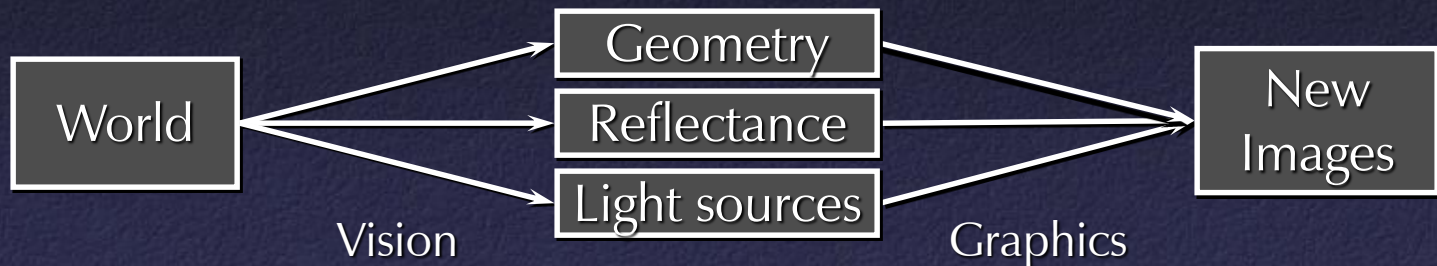 World
Geometry
Reflectance
Light sources
New
Images
Vision
Graphics